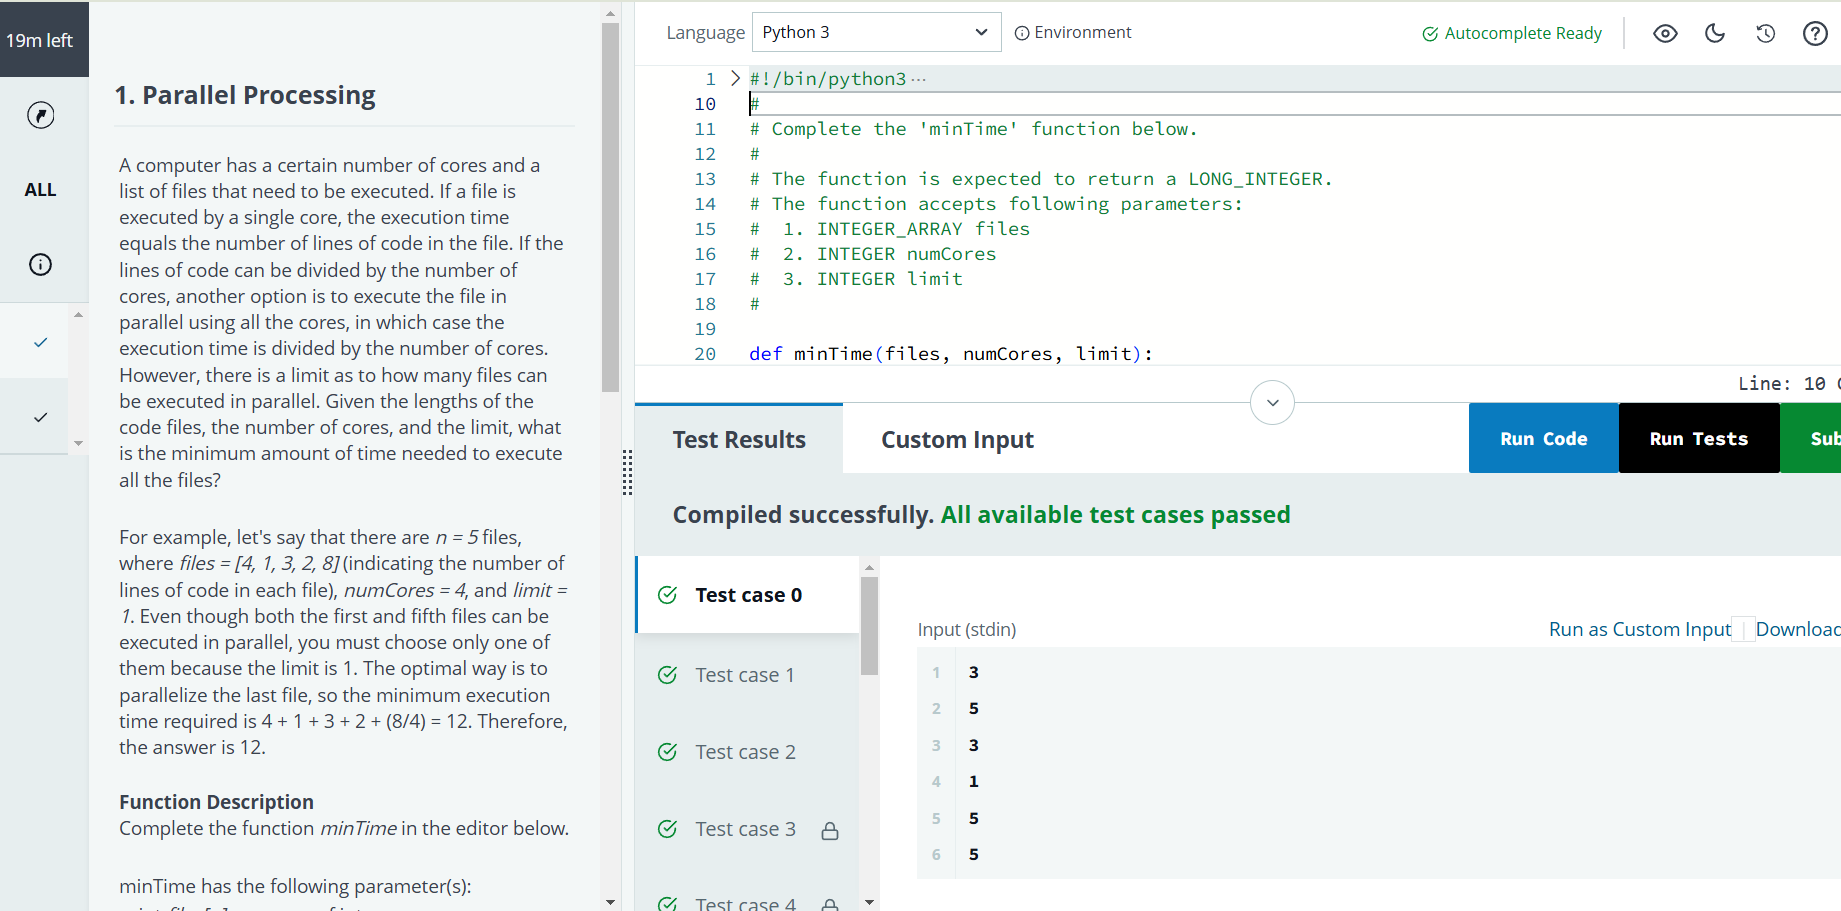 19m left
ALL
1. Parallel Processing
A computer has a certain number of cores and a
list of files that need to be executed. If a file is
executed by a single core, the execution time
equals the number of lines of code in the file. If the
lines of code can be divided by the number of
cores, another option is to execute the file in
parallel using all the cores, in which case the
execution time is divided by the number of cores.
However, there is a limit as to how many files can
be executed in parallel. Given the lengths of the
code files, the number of cores, and the limit, what
is the minimum amount of time needed to execute
all the files?
For example, let's say that there are n = 5 files,
where files = [4, 1, 3, 2, 8] (indicating the number of
lines of code in each file), numCores = 4, and limit =
1. Even though both the first and fifth files can be
executed in parallel, you must choose only one of
them because the limit is 1. The optimal way is to
parallelize the last file, so the minimum execution
time required is 4 + 1 + 3 + 2 + (8/4) = 12. Therefore,
the answer is 12.
Function Description
Complete the function minTime in the editor below.
minTime has the following parameter(s):
Language Python 3 Environment Autocomplete Ready
1 #!/bin/python3 ···
10 #
11 # Complete the 'minTime' function below.
12 #
13 # The function is expected to return a LONG_INTEGER.
14 # The function accepts following parameters:
15 # 1. INTEGER_ARRAY files
16 # 2. INTEGER numCores
17 # 3. INTEGER limit
18 #
19
20 def minTime(files, numCores, limit):
Line: 10
Test Results Custom Input Run Code Run Tests Sub
Compiled successfully. All available test cases passed
Test case 0
Test case 1
Test case 2
Test case 3
Test case 4
Input (stdin) Run as Custom Input Download
1 3
2 5
3 3
4 1
5 5
6 5